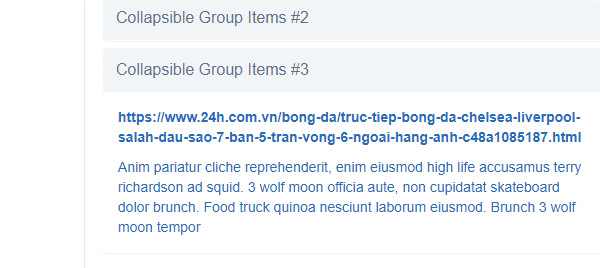 Collapsible Group Items #2
Collapsible Group Items #3
https://www.24h.com.vn/bong-da/truc-tiep-bong-da-chelsea-liverpool-
salah-dau-sao-7-ban-5-tran-vong-6-ngoai-hang-anh-c48a1085187.html
Anim pariatur cliche reprehenderit, enim eiusmod high life accusamus terry
richardson ad squid. 3 wolf moon officia aute, non cupidatat skateboard
dolor brunch. Food truck quinoa nesciunt laborum eiusmod. Brunch 3 wolf
moon tempor